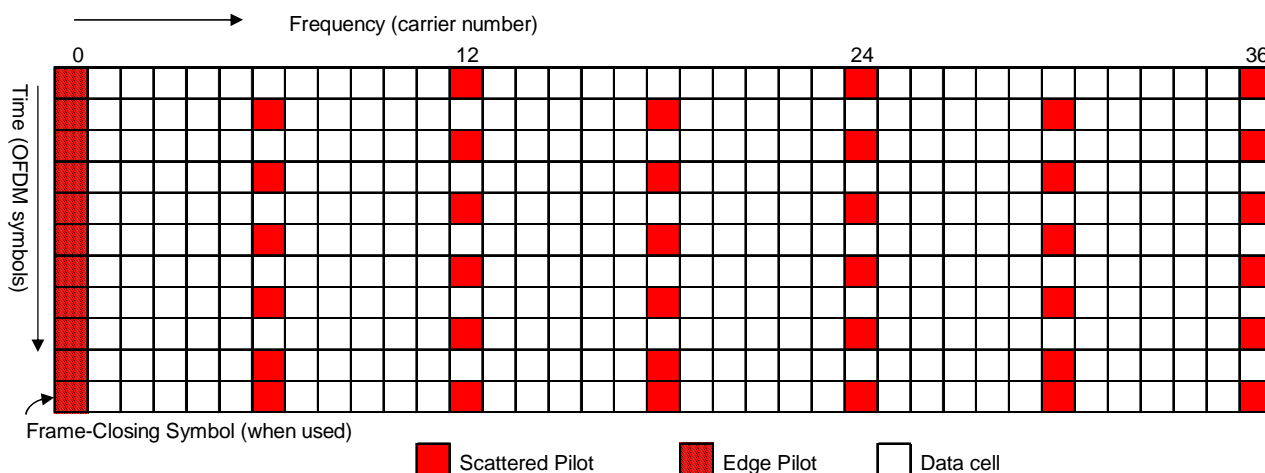 Frequency (carrier number)
0 12 24 36
Time (OFDM symbols)
Frame-Closing Symbol (when used)
Scattered Pilot Edge Pilot Data cell